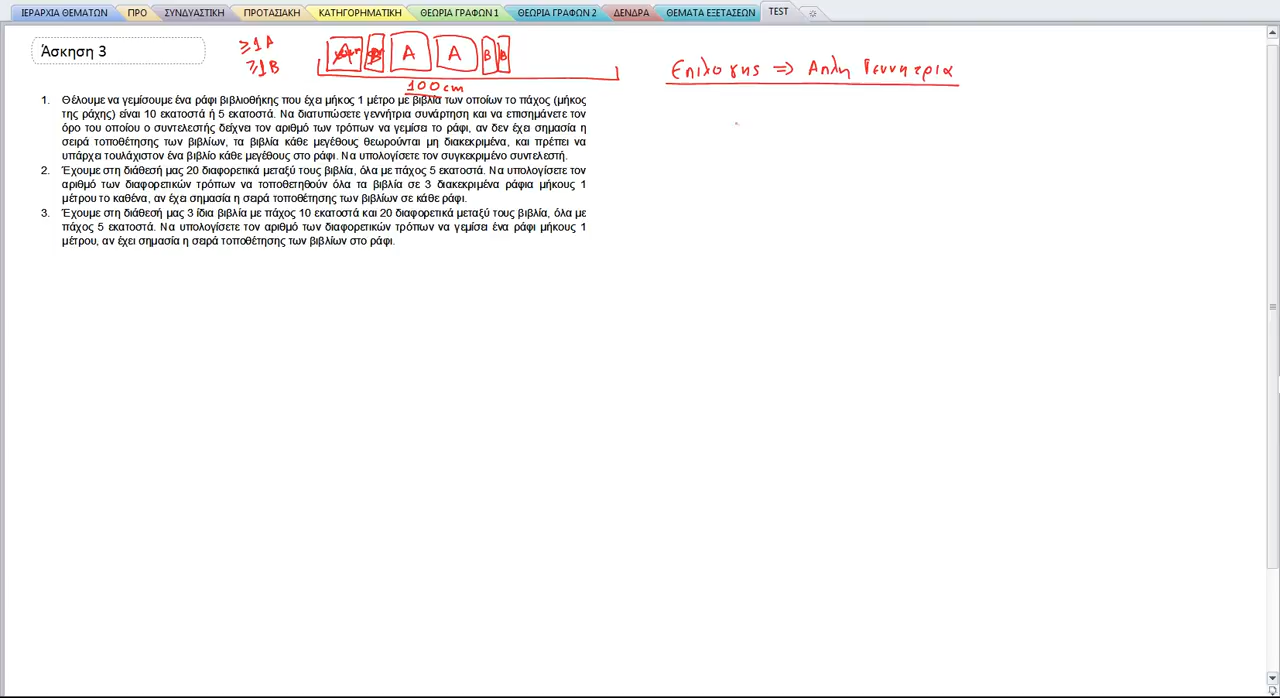 ΙΕΡΑΡΧΙΑ ΘΕΜΑΤΩΝ ΠΡΟ ΣΥΝΔΥΑΣΤΙΚΗ ΠΡΟΤΑΣΙΑΚΗ ΚΑΤΗΓΟΡΗΜΑΤΙΚΗ ΘΕΩΡΙΑ ΓΡΑΦΩΝ 1 ΘΕΩΡΙΑ ΓΡΑΦΩΝ 2 ΔΕΝΔΡΑ ΘΕΜΑΤΑ ΕΞΕΤΑΣΕΩΝ TEST
Άσκηση 3
≥1 A
≥1 B
A A B B
100 cm
Επιλογης => Απλη Γεννητρια
1. Θέλουμε να γεμίσουμε ένα ράφι βιβλιοθήκης που έχει μήκος 1 μέτρο με βιβλία των οποίων το πάχος (μήκος
της ράχης) είναι 10 εκατοστά ή 5 εκατοστά. Να διατυπώσετε γεννήτρια συνάρτηση και να επισημάνετε τον
όρο του οποίου ο συντελεστής δείχνει τον αριθμό των τρόπων να γεμίσει το ράφι, αν δεν έχει σημασία η
σειρά τοποθέτησης των βιβλίων, τα βιβλία κάθε μεγέθους θεωρούνται μη διακεκριμένα, και πρέπει να
υπάρχει τουλάχιστον ένα βιβλίο κάθε μεγέθους στο ράφι. Να υπολογίσετε τον συγκεκριμένο συντελεστή.
2. Έχουμε στη διάθεσή μας 20 διαφορετικά μεταξύ τους βιβλία, όλα με πάχος 5 εκατοστά. Να υπολογίσετε τον
αριθμό των διαφορετικών τρόπων να τοποθετηθούν όλα τα βιβλία σε 3 διακεκριμένα ράφια μήκους 1
μέτρου το καθένα, αν έχει σημασία η σειρά τοποθέτησης των βιβλίων σε κάθε ράφι.
3. Έχουμε στη διάθεσή μας 3 ίδια βιβλία με πάχος 10 εκατοστά και 20 διαφορετικά μεταξύ τους βιβλία, όλα με
πάχος 5 εκατοστά. Να υπολογίσετε τον αριθμό των διαφορετικών τρόπων να γεμίσει ένα ράφι μήκους 1
μέτρου, αν έχει σημασία η σειρά τοποθέτησης των βιβλίων στο ράφι.